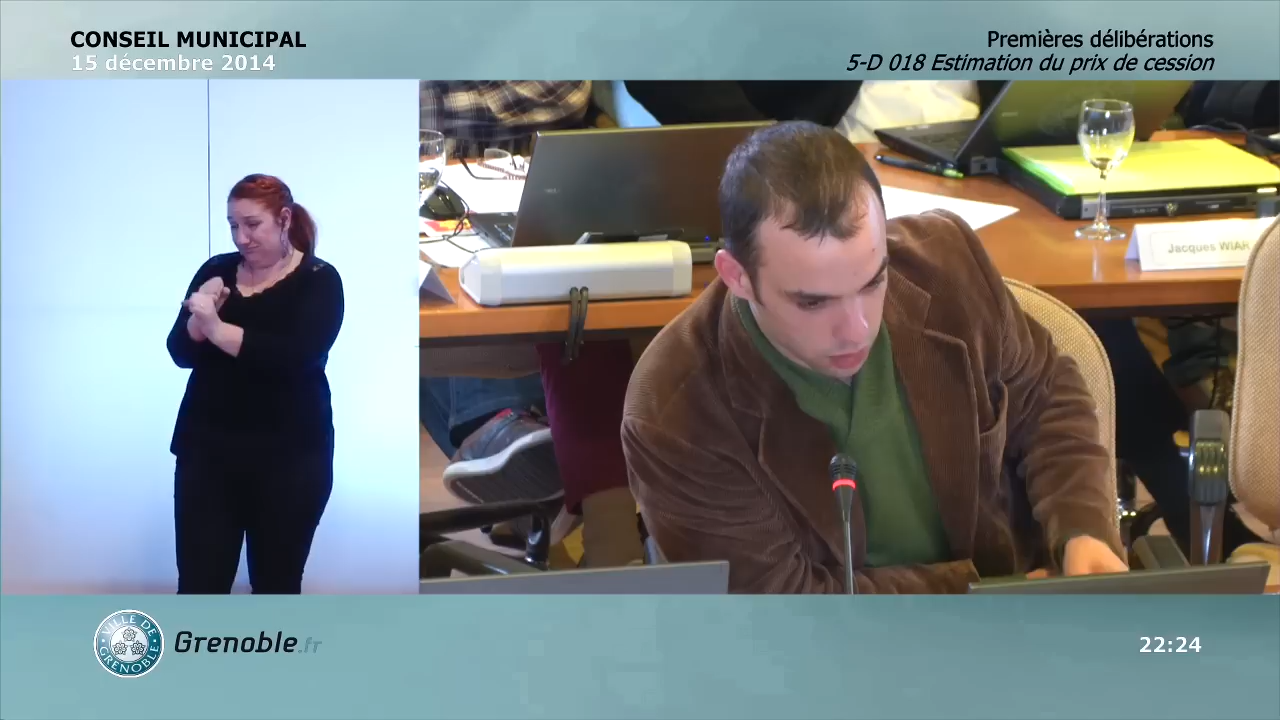 CONSEIL MUNICIPAL
15 décembre 2014
Premières délibérations
5-D 018 Estimation du prix de cession
Jacques WIAR
VILLE DE GRENOBLE
Grenoble.fr
22:24